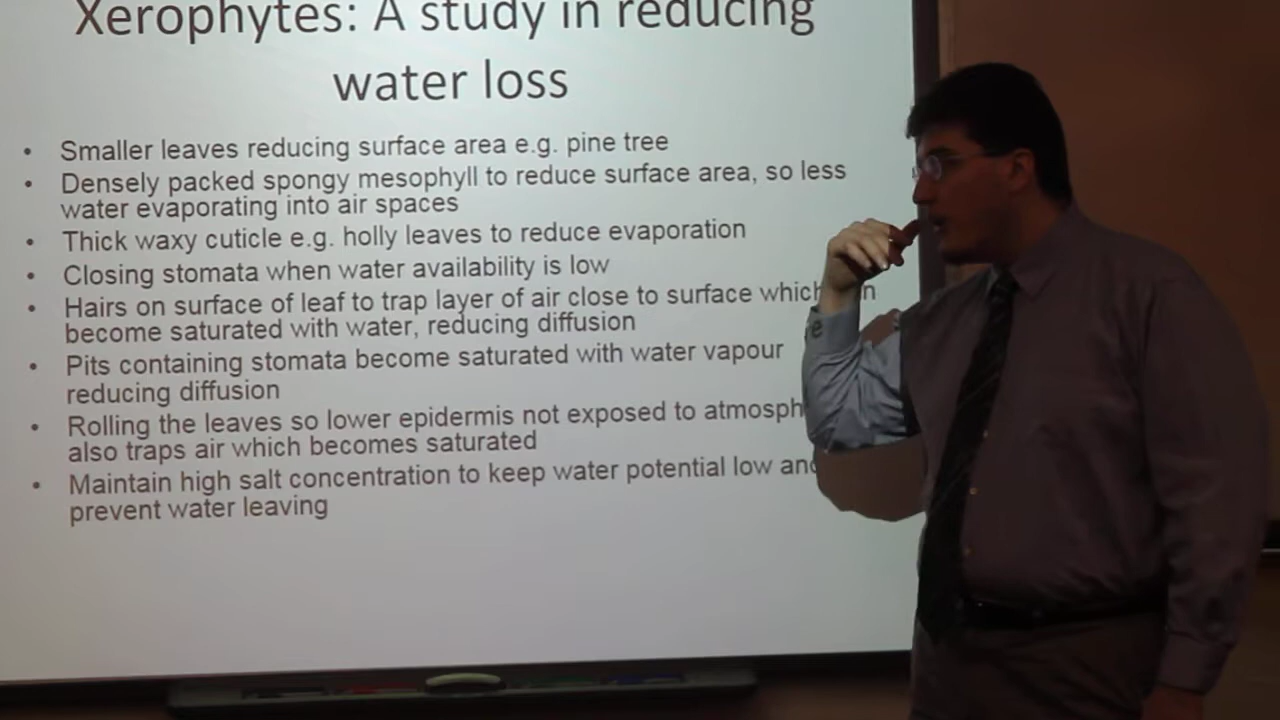 Xerophytes: A study in reducing
water loss
• Smaller leaves reducing surface area e.g. pine tree
• Densely packed spongy mesophyll to reduce surface area, so less
water evaporating into air spaces
• Thick waxy cuticle e.g. holly leaves to reduce evaporation
• Closing stomata when water availability is low
• Hairs on surface of leaf to trap layer of air close to surface which
become saturated with water, reducing diffusion
• Pits containing stomata become saturated with water vapour
reducing diffusion
• Rolling the leaves so lower epidermis not exposed to atmosph
also traps air which becomes saturated
• Maintain high salt concentration to keep water potential low and
prevent water leaving